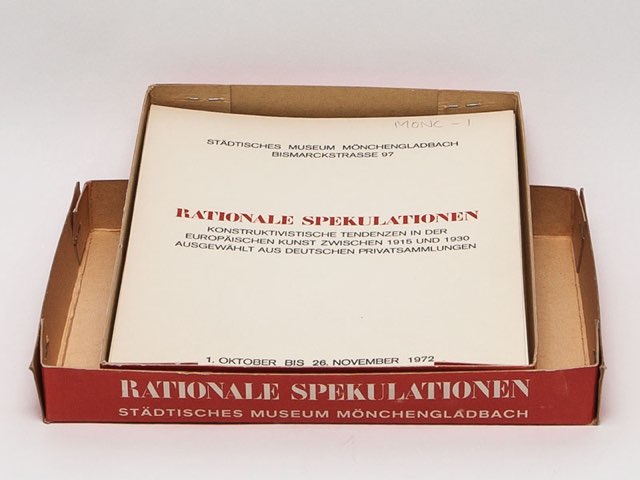 MONC - 1
STÄDTISCHES MUSEUM MÖNCHENGLADBACH
BISMARCKSTRASSE 97
RATIONALE SPEKULATIONEN
KONSTRUKTIVISTISCHE TENDENZEN IN DER
EUROPÄISCHEN KUNST ZWISCHEN 1915 UND 1930
AUSGEWÄHLT AUS DEUTSCHEN PRIVATSAMMLUNGEN
1. OKTOBER BIS 26. NOVEMBER 1972
RATIONALE SPEKULATIONEN
STÄDTISCHES MUSEUM MÖNCHENGLADBACH